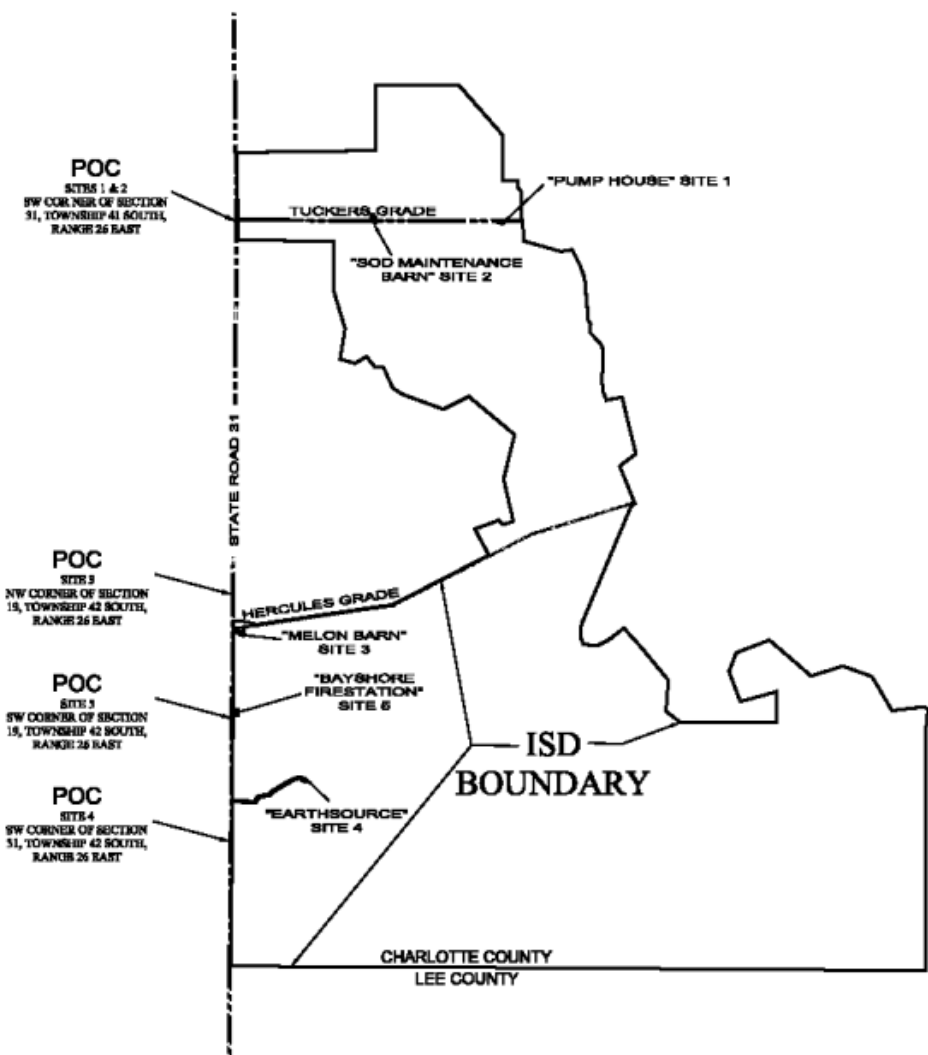 POC
SITES 1 & 2
SW CORNER OF SECTION
31, TOWNSHIP 41 SOUTH,
RANGE 26 EAST
"PUMP HOUSE" SITE 1
TUCKERS GRADE
"SOD MAINTENANCE
BARN" SITE 2
STATE ROAD 31
POC
SITE 3
NW CORNER OF SECTION
19, TOWNSHIP 42 SOUTH,
RANGE 26 EAST
HERCULES GRADE
"MELON BARN"
SITE 3
"BAYSHORE
FIRESTATION"
SITE 5
POC
SITE 5
SW CORNER OF SECTION
19, TOWNSHIP 42 SOUTH,
RANGE 26 EAST
ISD
BOUNDARY
POC
SITE 4
SW CORNER OF SECTION
31, TOWNSHIP 42 SOUTH,
RANGE 26 EAST
"EARTHSOURCE"
SITE 4
CHARLOTTE COUNTY
LEE COUNTY